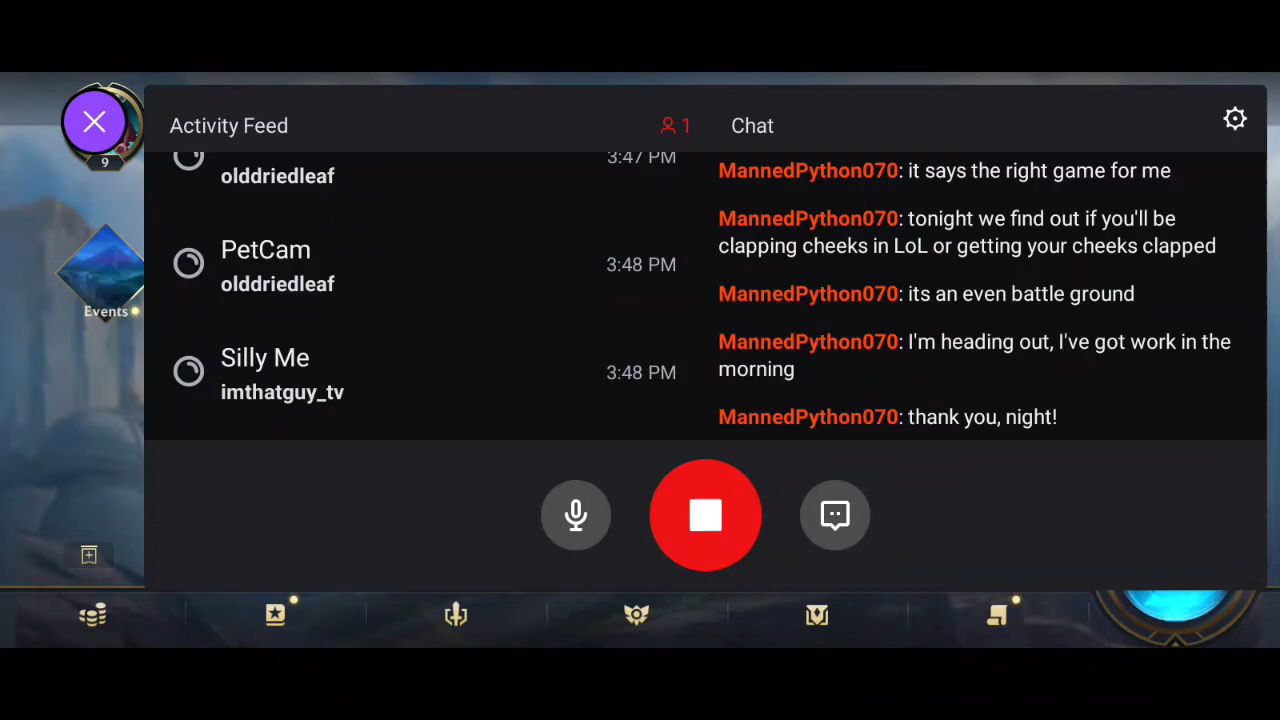 Activity Feed
1
Chat
9
3:47 PM
olddriedleaf
PetCam
olddriedleaf
3:48 PM
Silly Me
imthatguy_tv
3:48 PM
MannedPython070: it says the right game for me
MannedPython070: tonight we find out if you'll be
clapping cheeks in LoL or getting your cheeks clapped
MannedPython070: its an even battle ground
MannedPython070: I'm heading out, I've got work in the
morning
MannedPython070: thank you, night!
Events